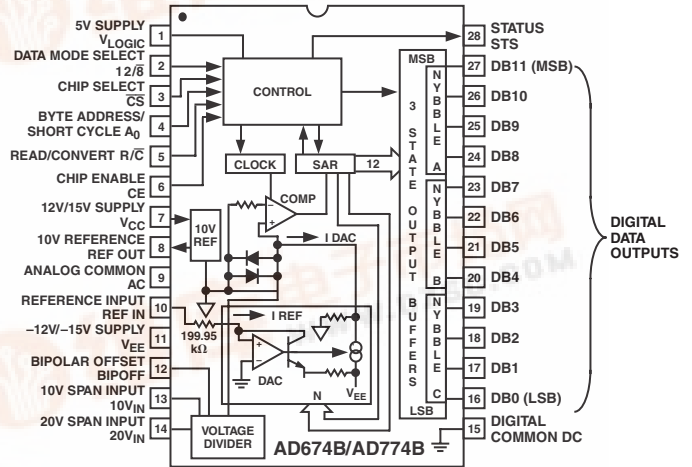 5V SUPPLY
V_LOGIC
1
DATA MODE SELECT
12/8̅
2
CHIP SELECT
C̅S̅
3
BYTE ADDRESS/
SHORT CYCLE A0
4
READ/CONVERT R/C̅
5
CHIP ENABLE
CE
6
12V/15V SUPPLY
VCC
7
10V REFERENCE
REF OUT
8
ANALOG COMMON
AC
9
REFERENCE INPUT
REF IN
10
–12V/–15V SUPPLY
VEE
11
BIPOLAR OFFSET
BIPOFF
12
10V SPAN INPUT
10VIN
13
20V SPAN INPUT
20VIN
14
CONTROL
CLOCK
SAR
12
COMP
10V
REF
I DAC
I REF
199.95
kΩ
DAC
VEE
N
VOLTAGE
DIVIDER
AD674B/AD774B
MSB
3 STATE OUTPUT BUFFERS
LSB
NYBBLE A
NYBBLE B
NYBBLE C
28
STATUS
STS
27
DB11 (MSB)
26
DB10
25
DB9
24
DB8
23
DB7
22
DB6
21
DB5
20
DB4
19
DB3
18
DB2
17
DB1
16
DB0 (LSB)
15
DIGITAL
COMMON DC
DIGITAL
DATA
OUTPUTS